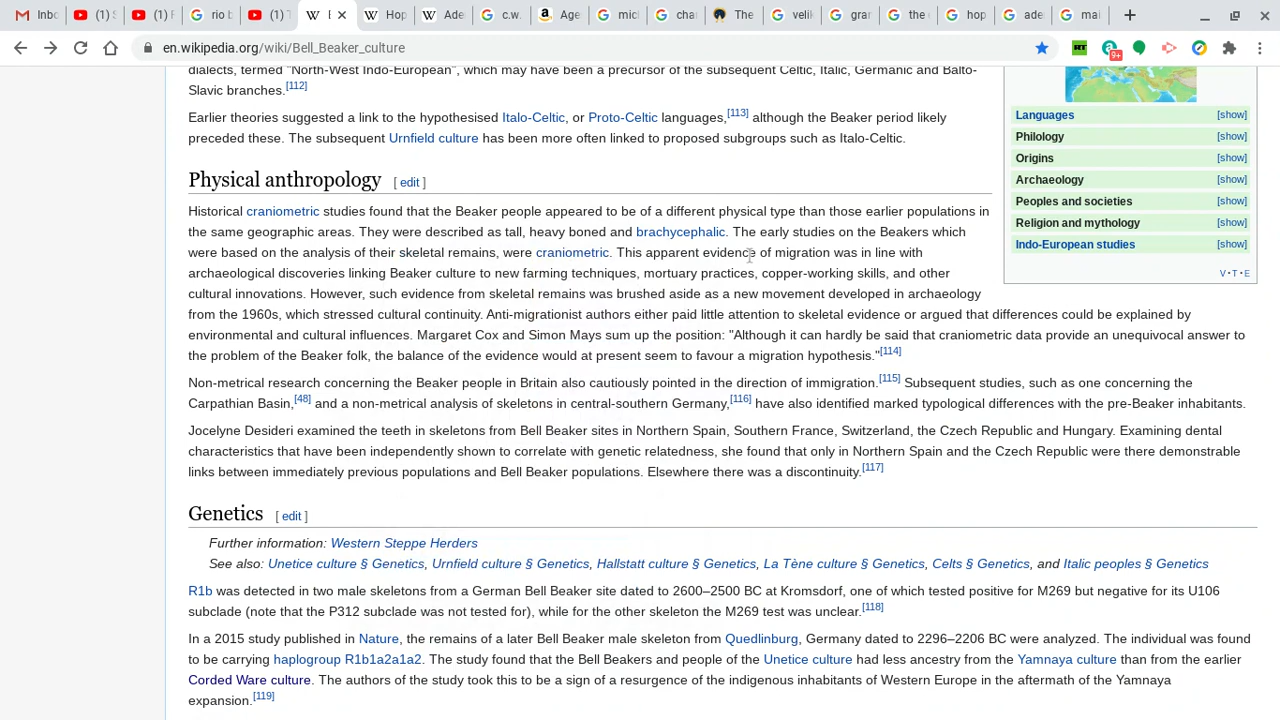 Inbo
S
F
rio b
T
E
Hop
Ade
c.w.
Age
mic
char
The
velik
gran
the
hop
ade
mai
en.wikipedia.org/wiki/Bell_Beaker_culture
RT
9+
dialects, termed "North-West Indo-European", which may have been a precursor of the subsequent Celtic, Italic, Germanic and Balto-
Slavic branches.[112]
Earlier theories suggested a link to the hypothesised Italo-Celtic, or Proto-Celtic languages,[113] although the Beaker period likely
preceded these. The subsequent Urnfield culture has been more often linked to proposed subgroups such as Italo-Celtic.
Languages [show]
Philology [show]
Origins [show]
Archaeology [show]
Peoples and societies [show]
Religion and mythology [show]
Indo-European studies [show]
V·T·E
Physical anthropology [ edit ]
Historical craniometric studies found that the Beaker people appeared to be of a different physical type than those earlier populations in
the same geographic areas. They were described as tall, heavy boned and brachycephalic. The early studies on the Beakers which
were based on the analysis of their skeletal remains, were craniometric. This apparent evidence of migration was in line with
archaeological discoveries linking Beaker culture to new farming techniques, mortuary practices, copper-working skills, and other
cultural innovations. However, such evidence from skeletal remains was brushed aside as a new movement developed in archaeology
from the 1960s, which stressed cultural continuity. Anti-migrationist authors either paid little attention to skeletal evidence or argued that differences could be explained by
environmental and cultural influences. Margaret Cox and Simon Mays sum up the position: "Although it can hardly be said that craniometric data provide an unequivocal answer to
the problem of the Beaker folk, the balance of the evidence would at present seem to favour a migration hypothesis."[114]
Non-metrical research concerning the Beaker people in Britain also cautiously pointed in the direction of immigration.[115] Subsequent studies, such as one concerning the
Carpathian Basin,[48] and a non-metrical analysis of skeletons in central-southern Germany,[116] have also identified marked typological differences with the pre-Beaker inhabitants.
Jocelyne Desideri examined the teeth in skeletons from Bell Beaker sites in Northern Spain, Southern France, Switzerland, the Czech Republic and Hungary. Examining dental
characteristics that have been independently shown to correlate with genetic relatedness, she found that only in Northern Spain and the Czech Republic were there demonstrable
links between immediately previous populations and Bell Beaker populations. Elsewhere there was a discontinuity.[117]
Genetics [ edit ]
Further information: Western Steppe Herders
See also: Unetice culture § Genetics, Urnfield culture § Genetics, Hallstatt culture § Genetics, La Tène culture § Genetics, Celts § Genetics, and Italic peoples § Genetics
R1b was detected in two male skeletons from a German Bell Beaker site dated to 2600–2500 BC at Kromsdorf, one of which tested positive for M269 but negative for its U106
subclade (note that the P312 subclade was not tested for), while for the other skeleton the M269 test was unclear.[118]
In a 2015 study published in Nature, the remains of a later Bell Beaker male skeleton from Quedlinburg, Germany dated to 2296–2206 BC were analyzed. The individual was found
to be carrying haplogroup R1b1a2a1a2. The study found that the Bell Beakers and people of the Unetice culture had less ancestry from the Yamnaya culture than from the earlier
Corded Ware culture. The authors of the study took this to be a sign of a resurgence of the indigenous inhabitants of Western Europe in the aftermath of the Yamnaya
expansion.[119]